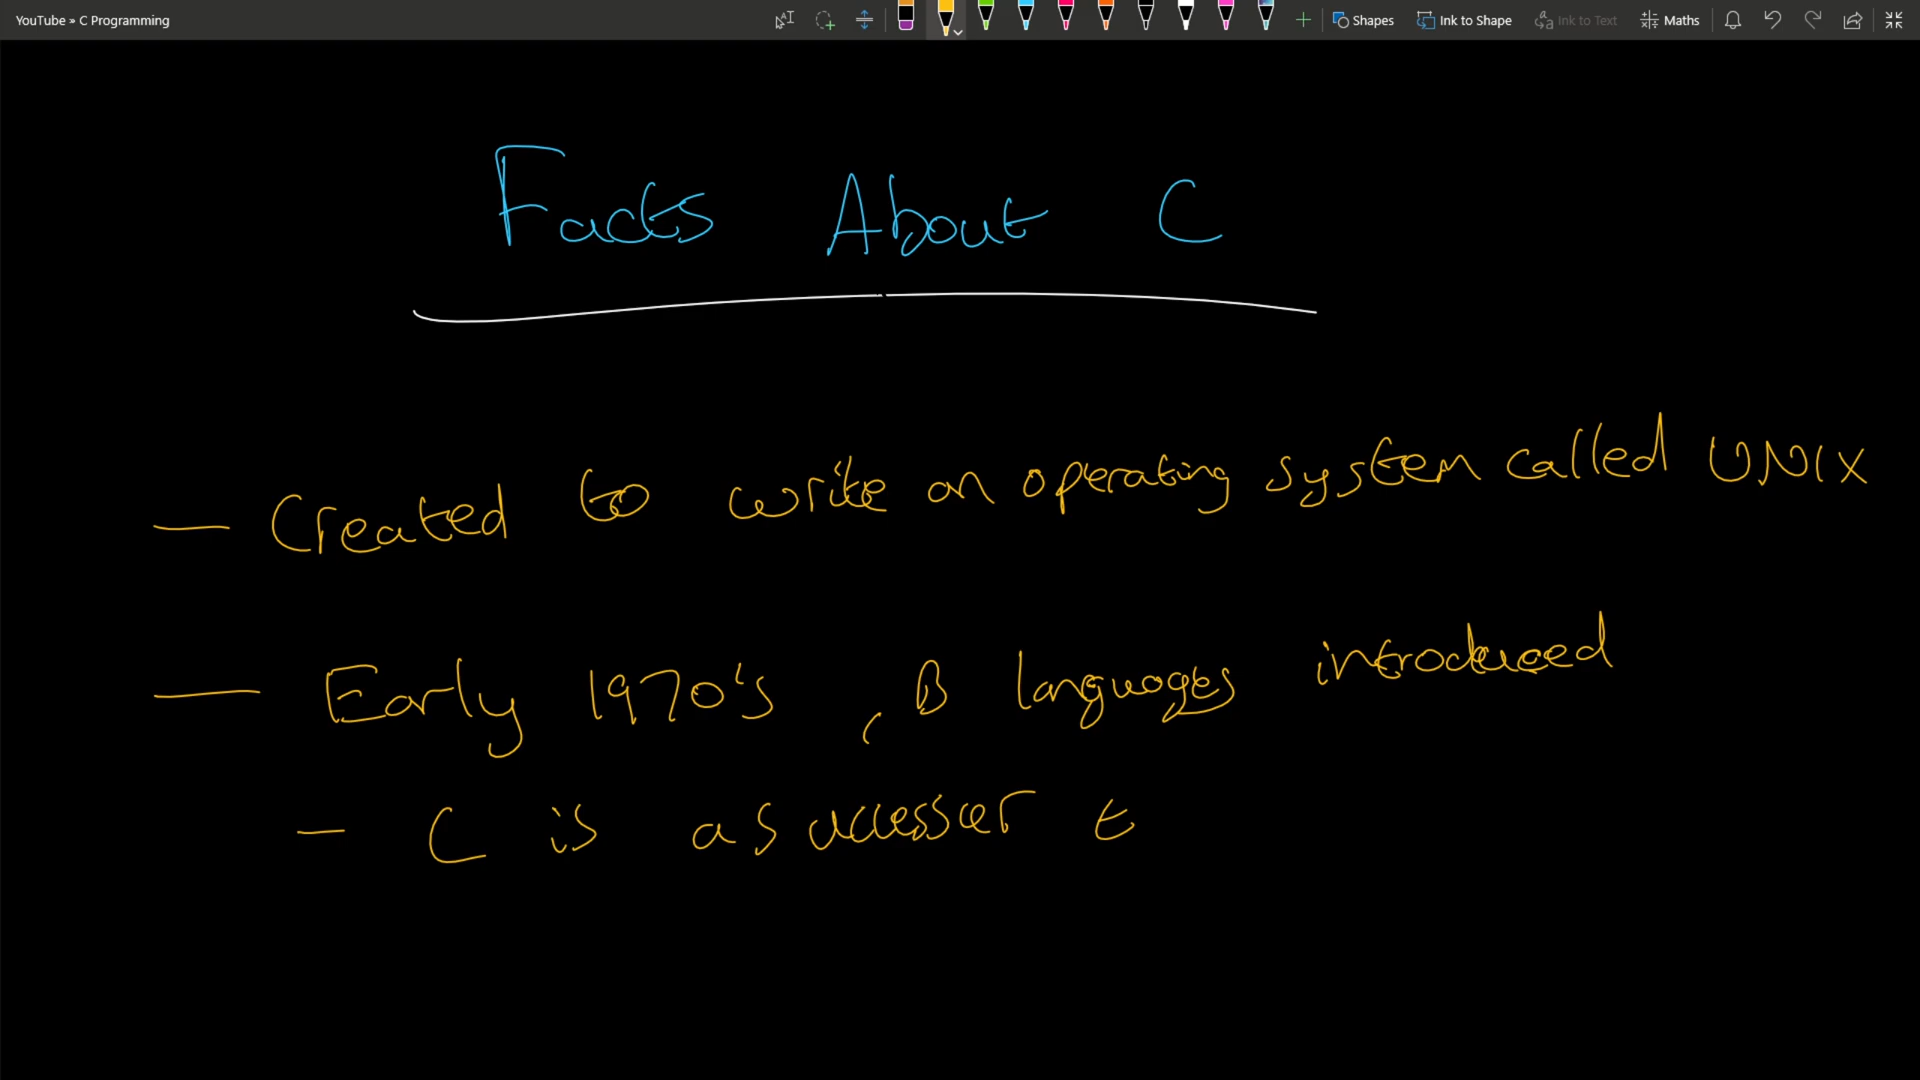 YouTube » C Programming
Shapes Ink to Shape Ink to Text Maths
Facts About C
— Created to write an operating system called UNIX
— Early 1970's, B languages introduced
- C is a successer t